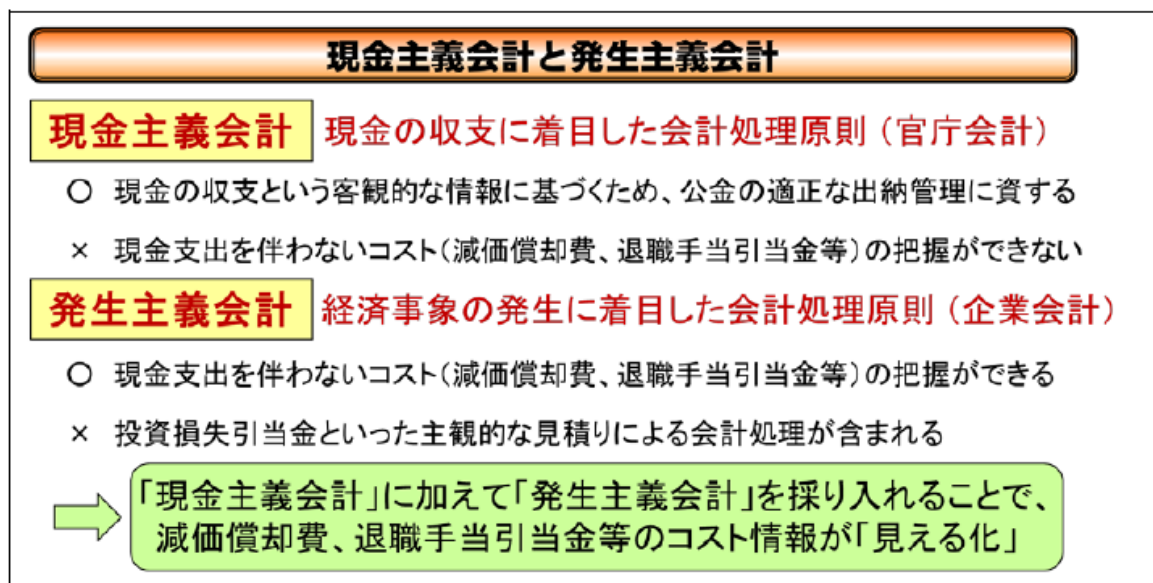 現金主義会計と発生主義会計
現金主義会計 現金の収支に着目した会計処理原則（官庁会計）
○ 現金の収支という客観的な情報に基づくため、公金の適正な出納管理に資する
× 現金支出を伴わないコスト（減価償却費、退職手当引当金等）の把握ができない
発生主義会計 経済事象の発生に着目した会計処理原則（企業会計）
○ 現金支出を伴わないコスト（減価償却費、退職手当引当金等）の把握ができる
× 投資損失引当金といった主観的な見積りによる会計処理が含まれる
「現金主義会計」に加えて「発生主義会計」を採り入れることで、
減価償却費、退職手当引当金等のコスト情報が「見える化」